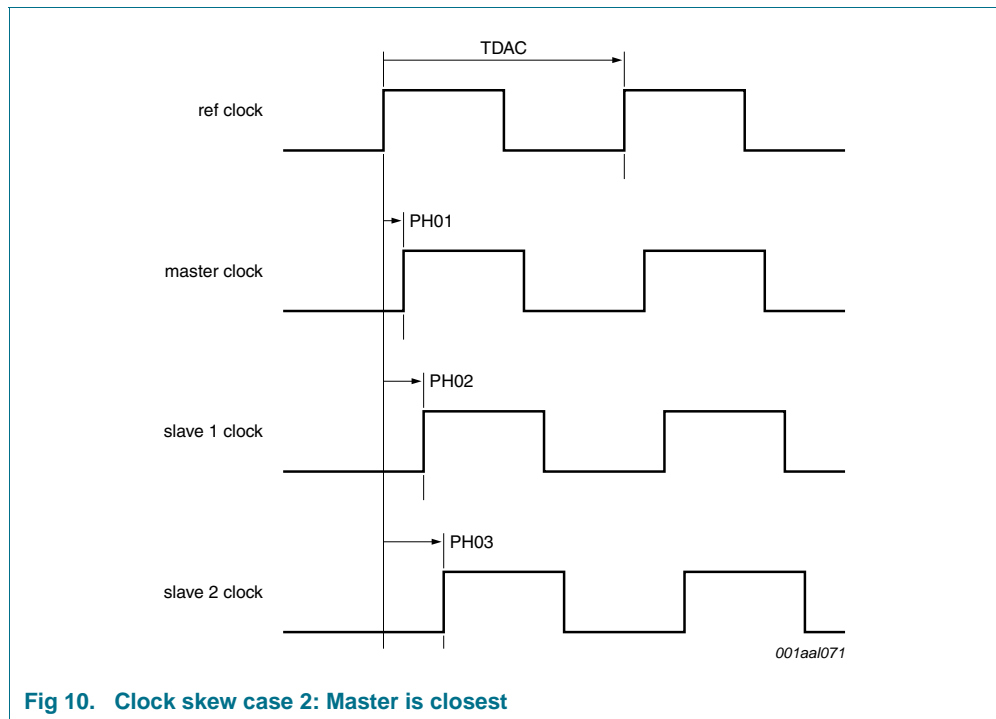 TDAC
ref clock
PH01
master clock
PH02
slave 1 clock
PH03
slave 2 clock
001aal071
Fig 10. Clock skew case 2: Master is closest